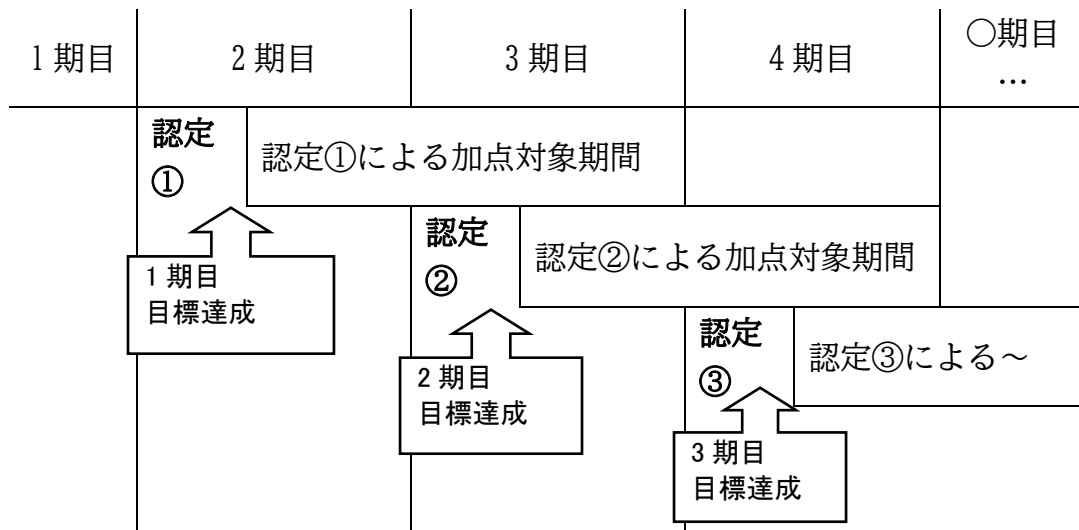 1期目
2期目
3期目
4期目
○期目
…
認定
①
認定①による加点対象期間
1期目
目標達成
認定
②
認定②による加点対象期間
2期目
目標達成
認定
③
認定③による～
3期目
目標達成